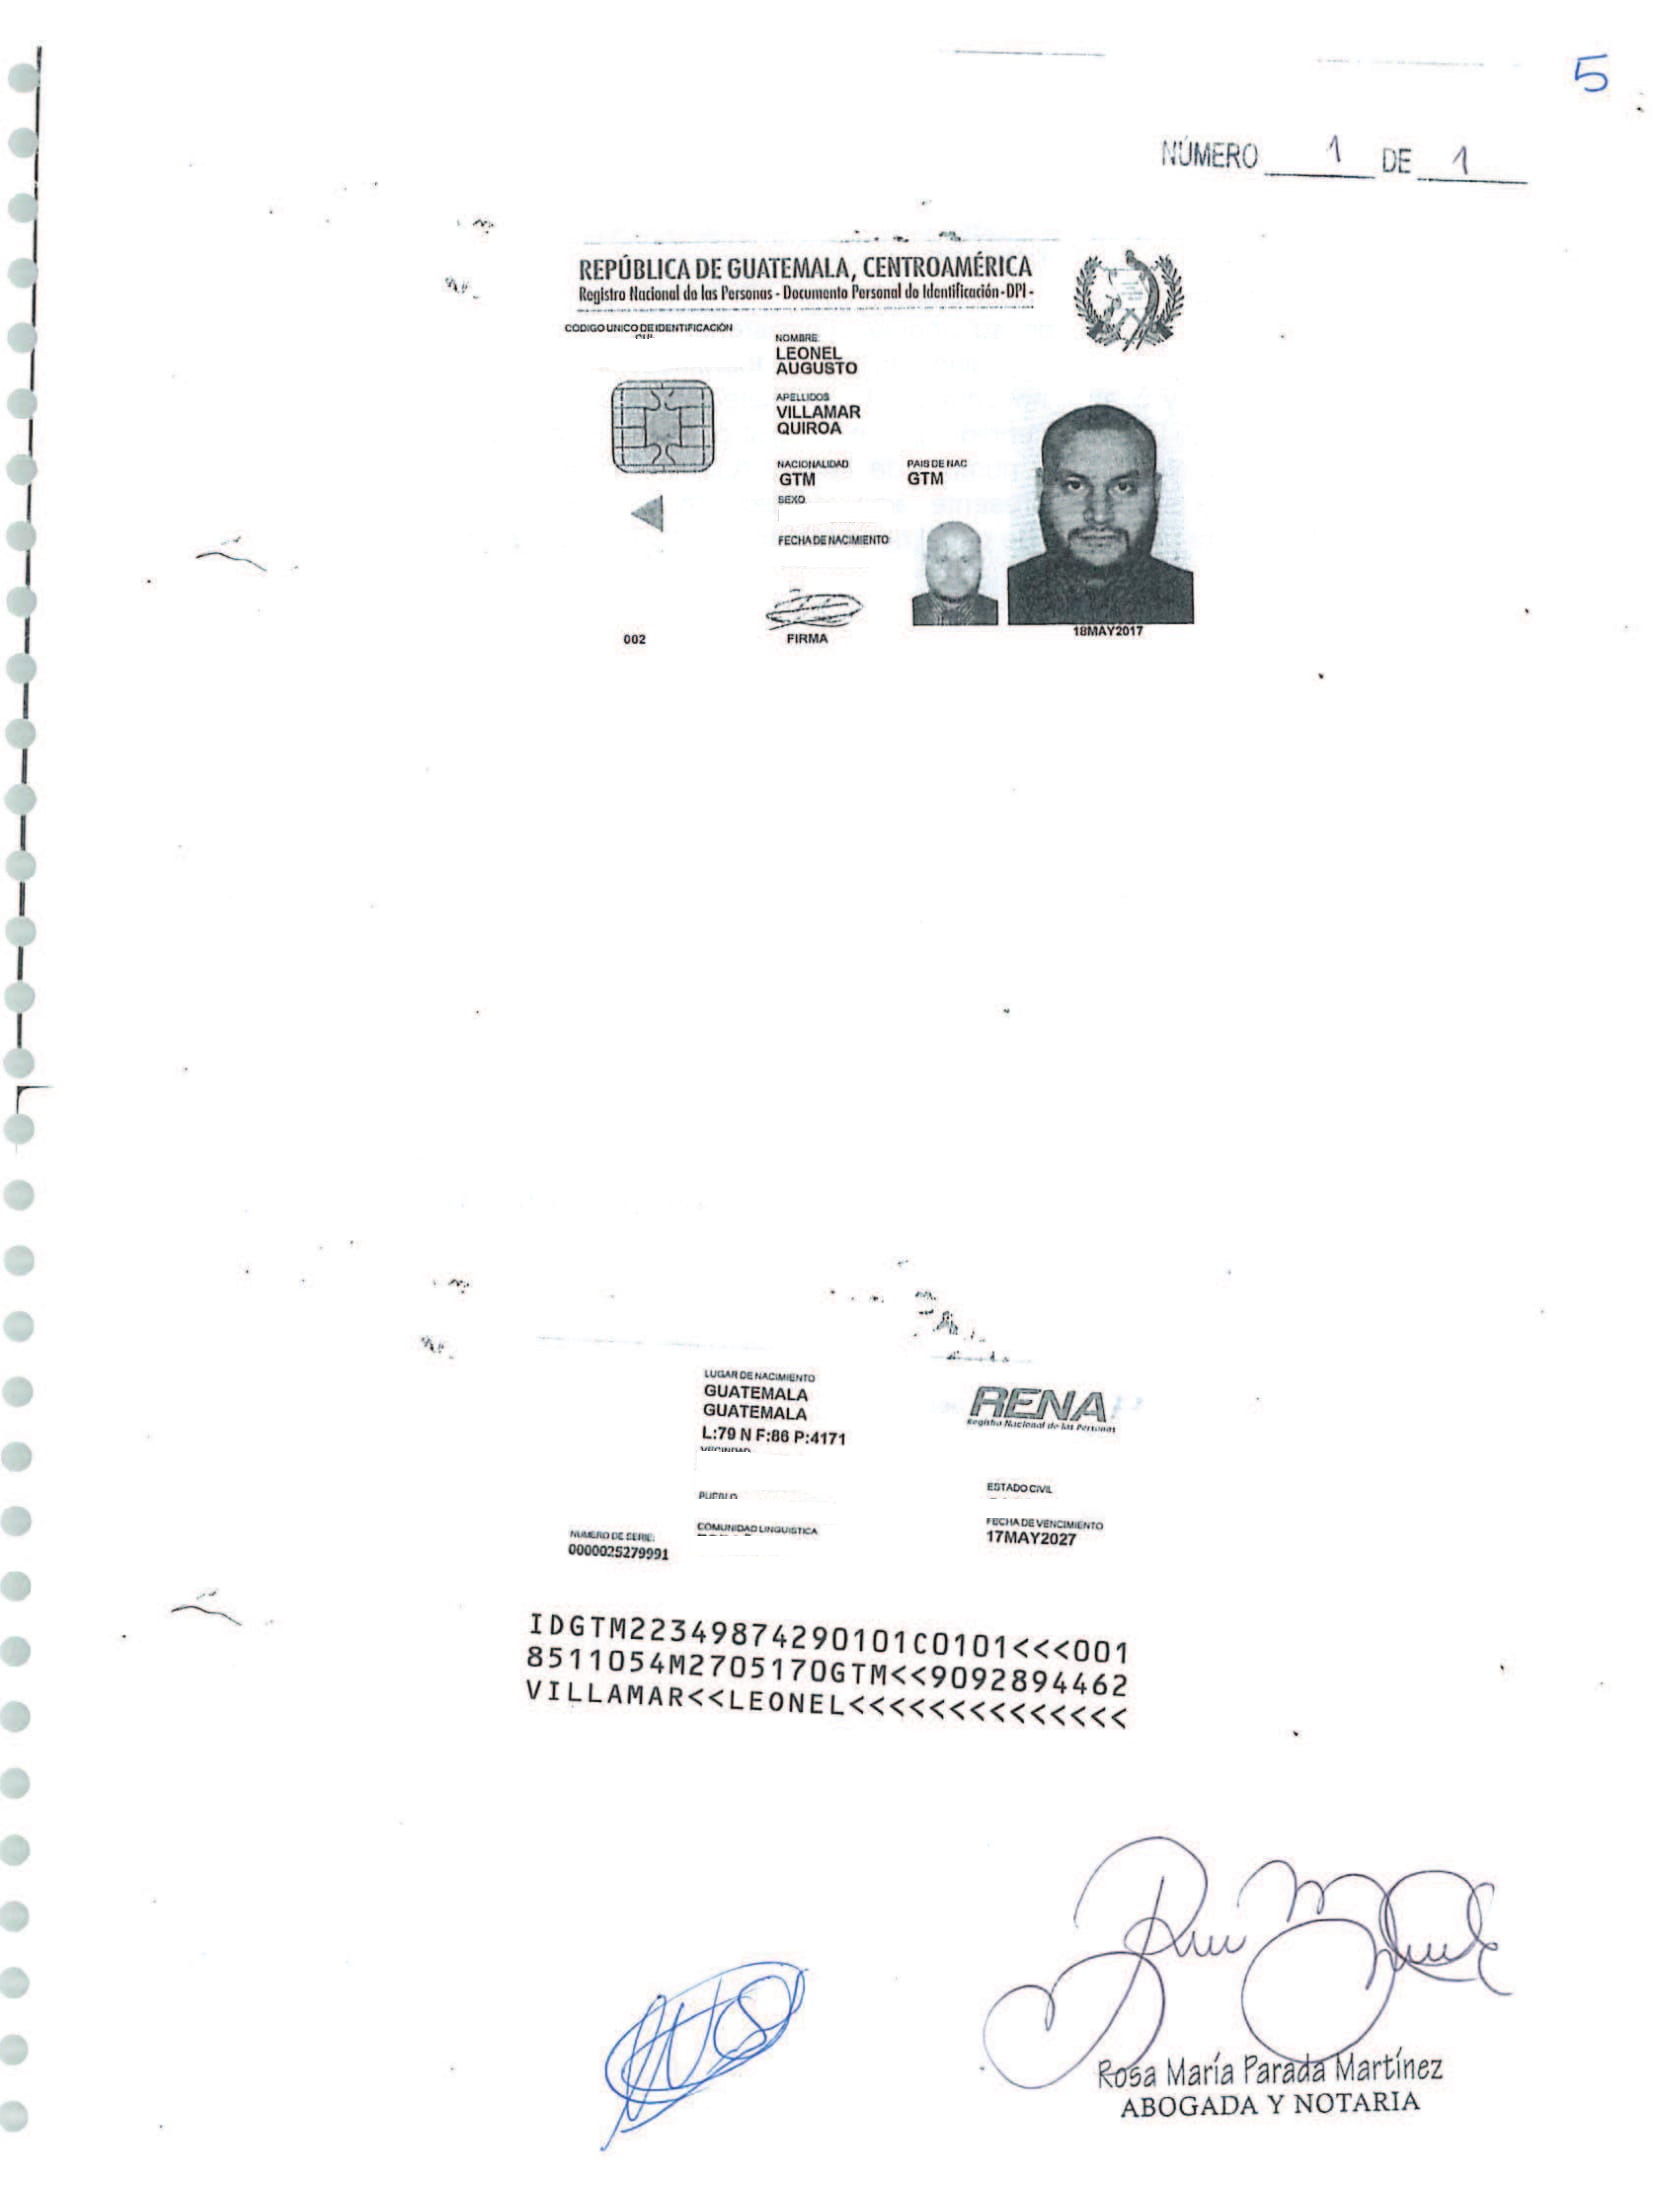 5
NÚMERO 1 DE 1
REPÚBLICA DE GUATEMALA, CENTROAMÉRICA
Registro Nacional de las Personas - Documento Personal de Identificación -DPI -
CODIGO UNICO DE IDENTIFICACIÓN
NOMBRE
LEONEL
AUGUSTO
APELLIDOS
VILLAMAR
QUIROA
NACIONALIDAD PAIS DE NAC
GTM GTM
SEXO
FECHA DE NACIMIENTO
002
FIRMA
18MAY2017
LUGAR DE NACIMIENTO
GUATEMALA
GUATEMALA
L:79 N F:86 P:4171
VECINDAD
PUEBLO
COMUNIDAD LINGUISTICA
RENA
Registro Nacional de las Personas
ESTADO CIVIL
FECHA DE VENCIMIENTO
17MAY2027
NUMERO DE SERIE:
0000025279991
IDGTM22349874290101C0101<<<001
8511054M2705170GTM<<9092894462
VILLAMAR<<LEONEL<<<<<<<<<<<<<<
Rosa María Parada Martínez
ABOGADA Y NOTARIA